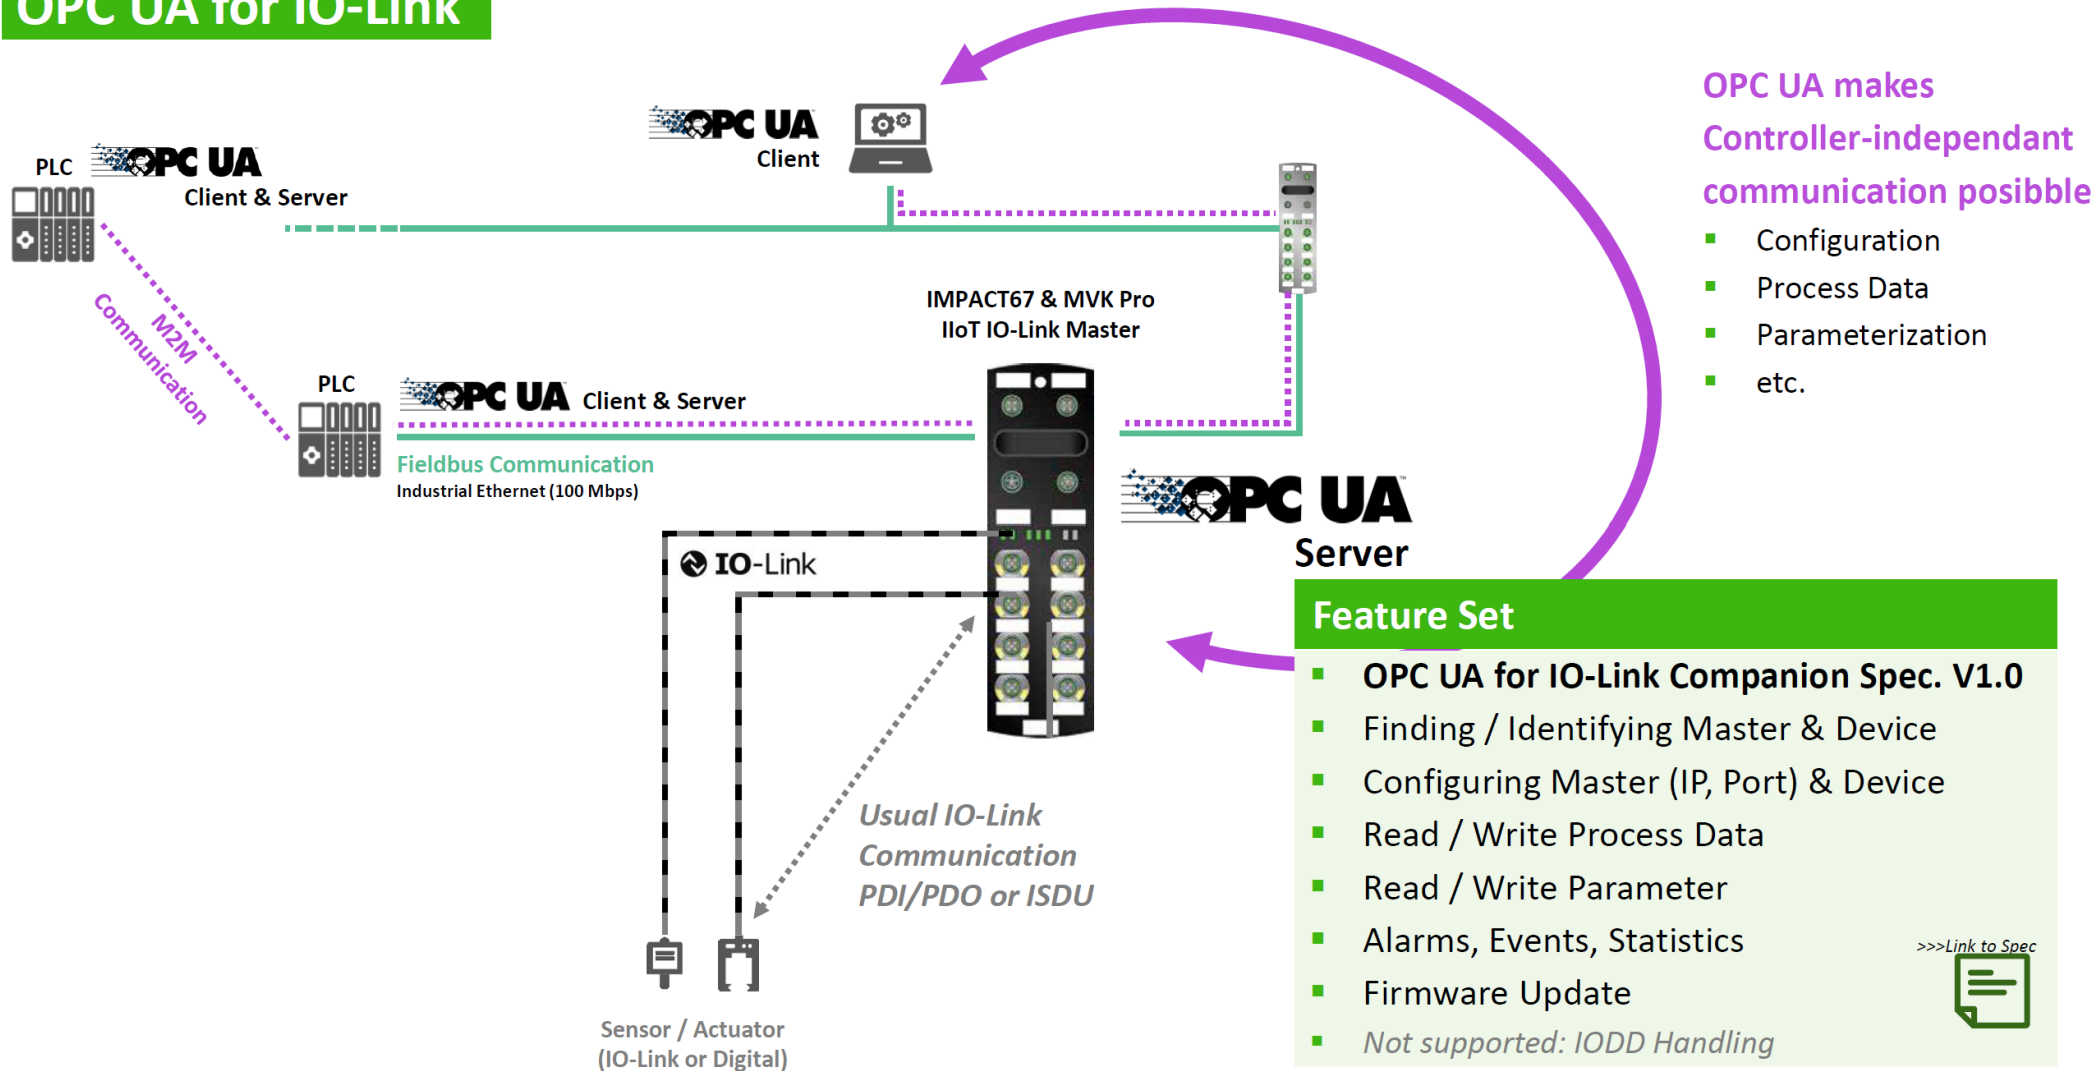 OPC UA for IO-Link
OPC UA
Client
PLC
OPC UA
Client & Server
M2M
Communication
IMPACT67 & MVK Pro
IIoT IO-Link Master
PLC
OPC UA
Client & Server
Fieldbus Communication
Industrial Ethernet (100 Mbps)
IO-Link
OPC UA
Server
Usual IO-Link
Communication
PDI/PDO or ISDU
Sensor / Actuator
(IO-Link or Digital)
OPC UA makes
Controller-independant
communication posibble
Configuration
Process Data
Parameterization
etc.
Feature Set
OPC UA for IO-Link Companion Spec. V1.0
Finding / Identifying Master & Device
Configuring Master (IP, Port) & Device
Read / Write Process Data
Read / Write Parameter
Alarms, Events, Statistics
>>>Link to Spec
Firmware Update
Not supported: IODD Handling